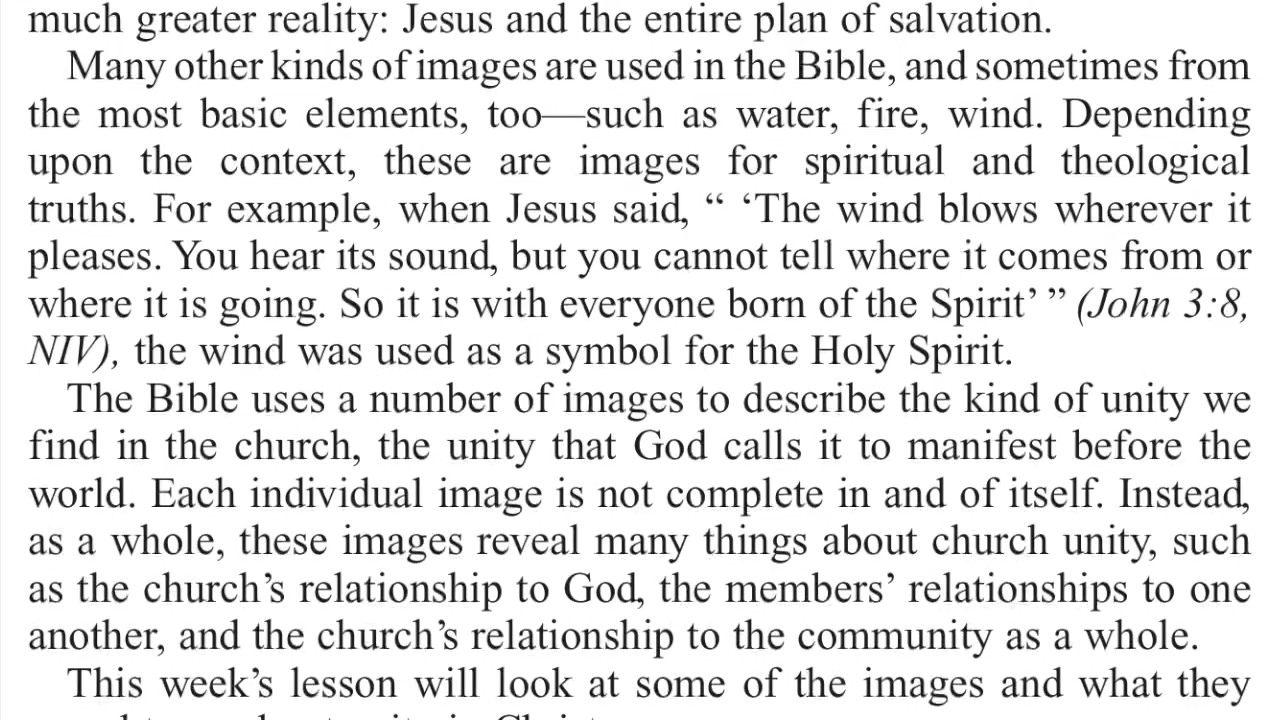 much greater reality: Jesus and the entire plan of salvation.
Many other kinds of images are used in the Bible, and sometimes from
the most basic elements, too—such as water, fire, wind. Depending
upon the context, these are images for spiritual and theological
truths. For example, when Jesus said, “ ‘The wind blows wherever it
pleases. You hear its sound, but you cannot tell where it comes from or
where it is going. So it is with everyone born of the Spirit’ ” (John 3:8,
NIV), the wind was used as a symbol for the Holy Spirit.
The Bible uses a number of images to describe the kind of unity we
find in the church, the unity that God calls it to manifest before the
world. Each individual image is not complete in and of itself. Instead,
as a whole, these images reveal many things about church unity, such
as the church’s relationship to God, the members’ relationships to one
another, and the church’s relationship to the community as a whole.
This week’s lesson will look at some of the images and what they